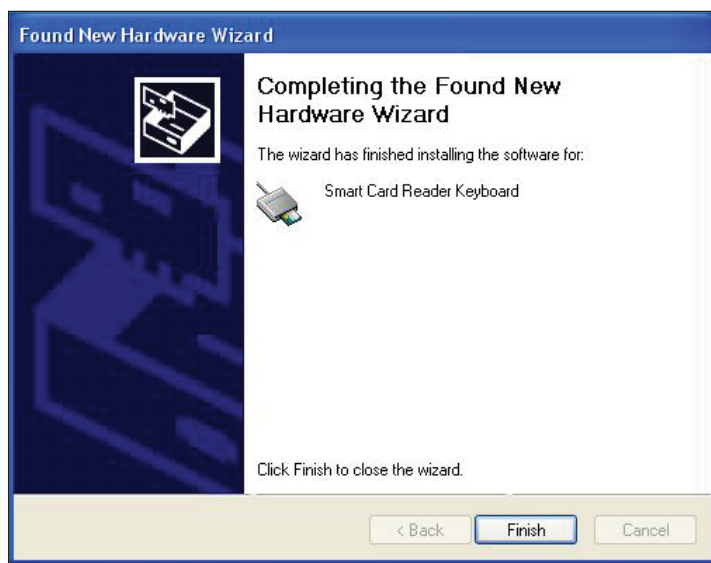 Found New Hardware Wizard
Completing the Found New
Hardware Wizard
The wizard has finished installing the software for:
Smart Card Reader Keyboard
Click Finish to close the wizard.
< Back
Finish
Cancel